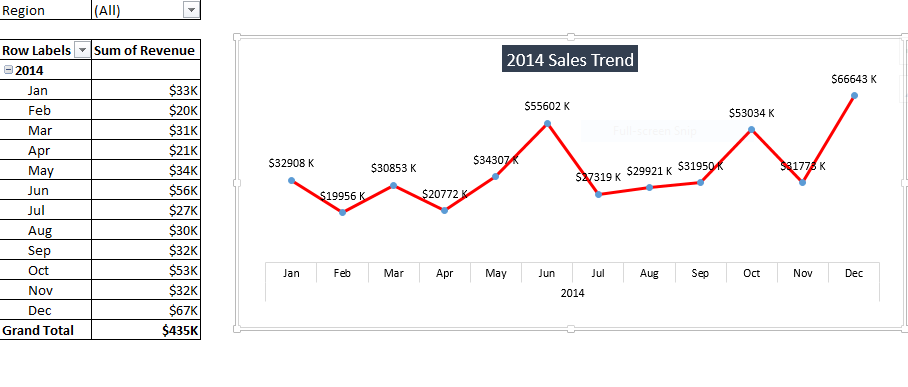 Region (All)
Row Labels Sum of Revenue
2014
Jan $33K
Feb $20K
Mar $31K
Apr $21K
May $34K
Jun $56K
Jul $27K
Aug $30K
Sep $32K
Oct $53K
Nov $32K
Dec $67K
Grand Total $435K
2014 Sales Trend
$32908 K
$19956 K
$30853 K
$20772 K
$34307 K
$55602 K
$27319 K
$29921 K
$31950 K
$53034 K
$31773 K
$66643 K
Full-screen Snip
Jan Feb Mar Apr May Jun Jul Aug Sep Oct Nov Dec
2014